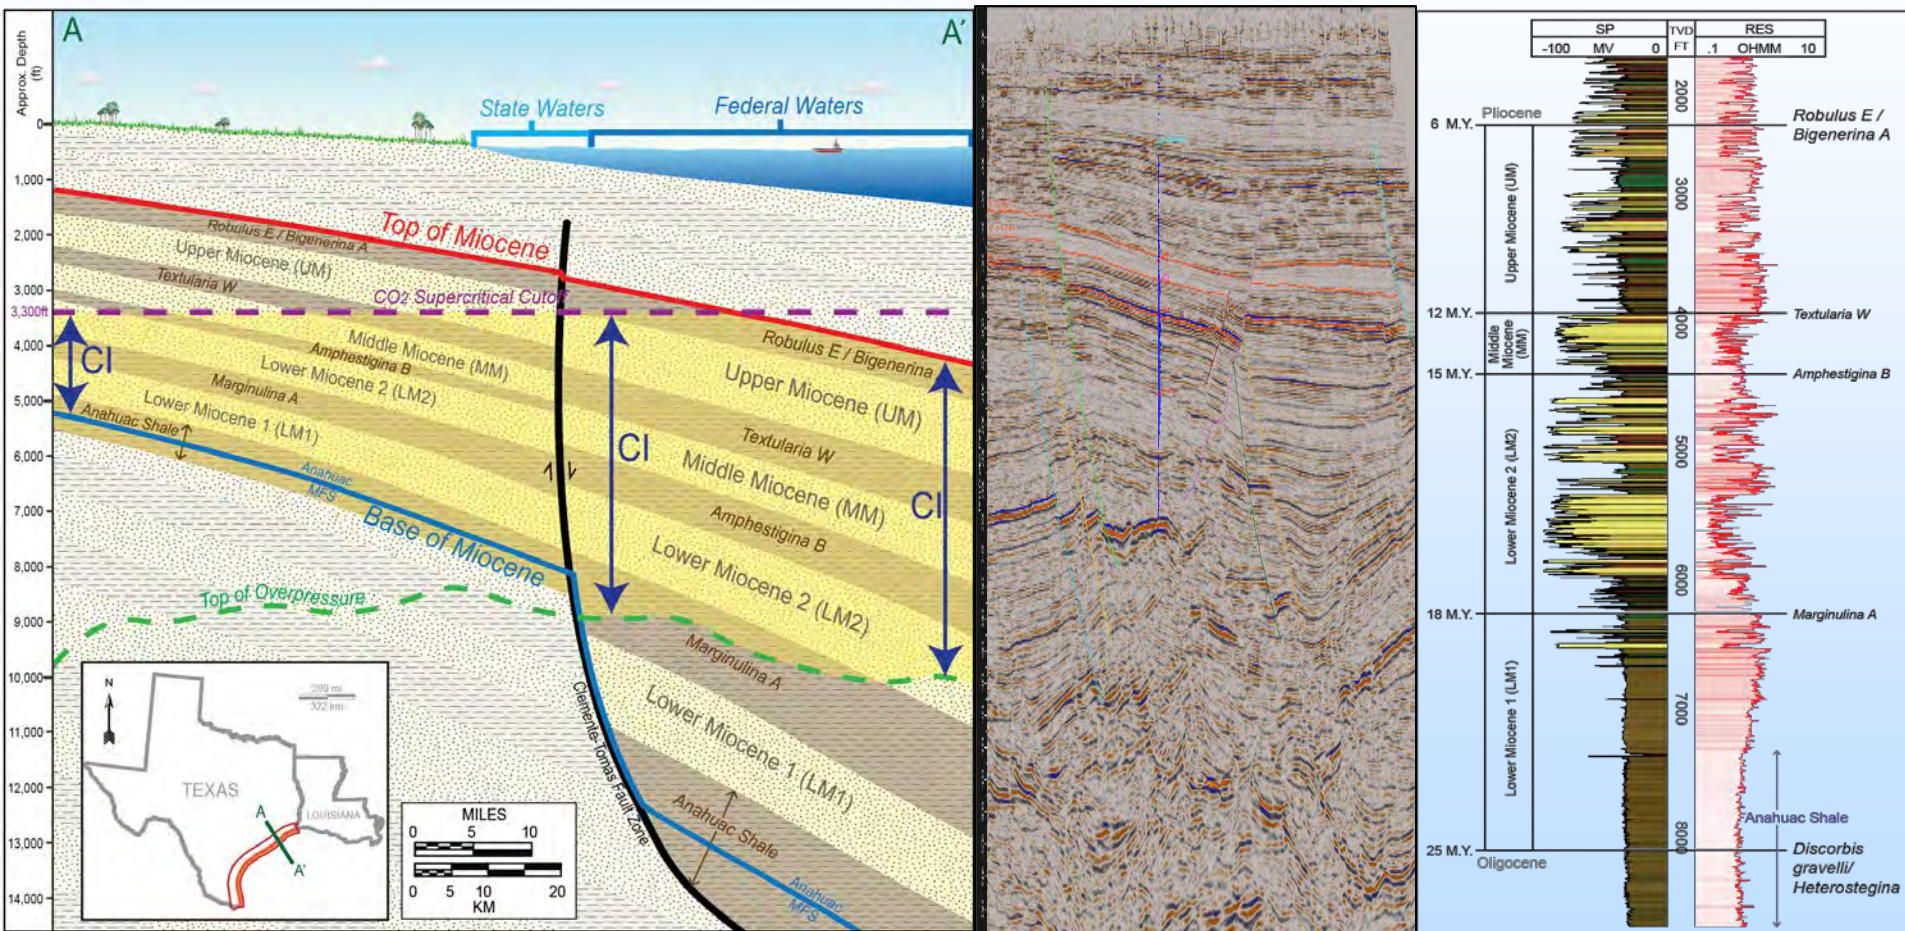 A
A'
Approx. Depth
(ft)
State Waters
Federal Waters
0
1,000
2,000
3,000
3,300ft
4,000
5,000
6,000
7,000
8,000
9,000
10,000
11,000
12,000
13,000
14,000
Top of Miocene
Robulus E / Bigenerina A
Upper Miocene (UM)
Textularia W
CO2 Supercritical Cutoff
CI
Middle Miocene (MM)
Amphestigina B
Lower Miocene 2 (LM2)
Marginulina A
Lower Miocene 1 (LM1)
Anahuac Shale
Anahuac
MFS
Base of Miocene
Top of Overpressure
CI
Robulus E / Bigenerina
Upper Miocene (UM)
Textularia W
Middle Miocene (MM)
Amphestigina B
Lower Miocene 2 (LM2)
CI
Marginulina A
Lower Miocene 1 (LM1)
Anahuac Shale
Anahuac
MFS
Clemente-Tomas Fault Zone
N
200 mi
322 km
TEXAS
LOUISIANA
A
A'
MILES
0 5 10
0 5 10 20
KM
SP
TVD
RES
-100 MV 0
FT
.1 OHMM 10
2000
3000
4000
5000
6000
7000
8000
Pliocene
6 M.Y.
Robulus E /
Bigenerina A
Upper Miocene (UM)
12 M.Y.
Textularia W
Middle
Miocene
(MM)
15 M.Y.
Amphestigina B
Lower Miocene 2 (LM2)
18 M.Y.
Marginulina A
Lower Miocene 1 (LM1)
Anahuac Shale
25 M.Y.
Oligocene
Discorbis
gravelli/
Heterostegina